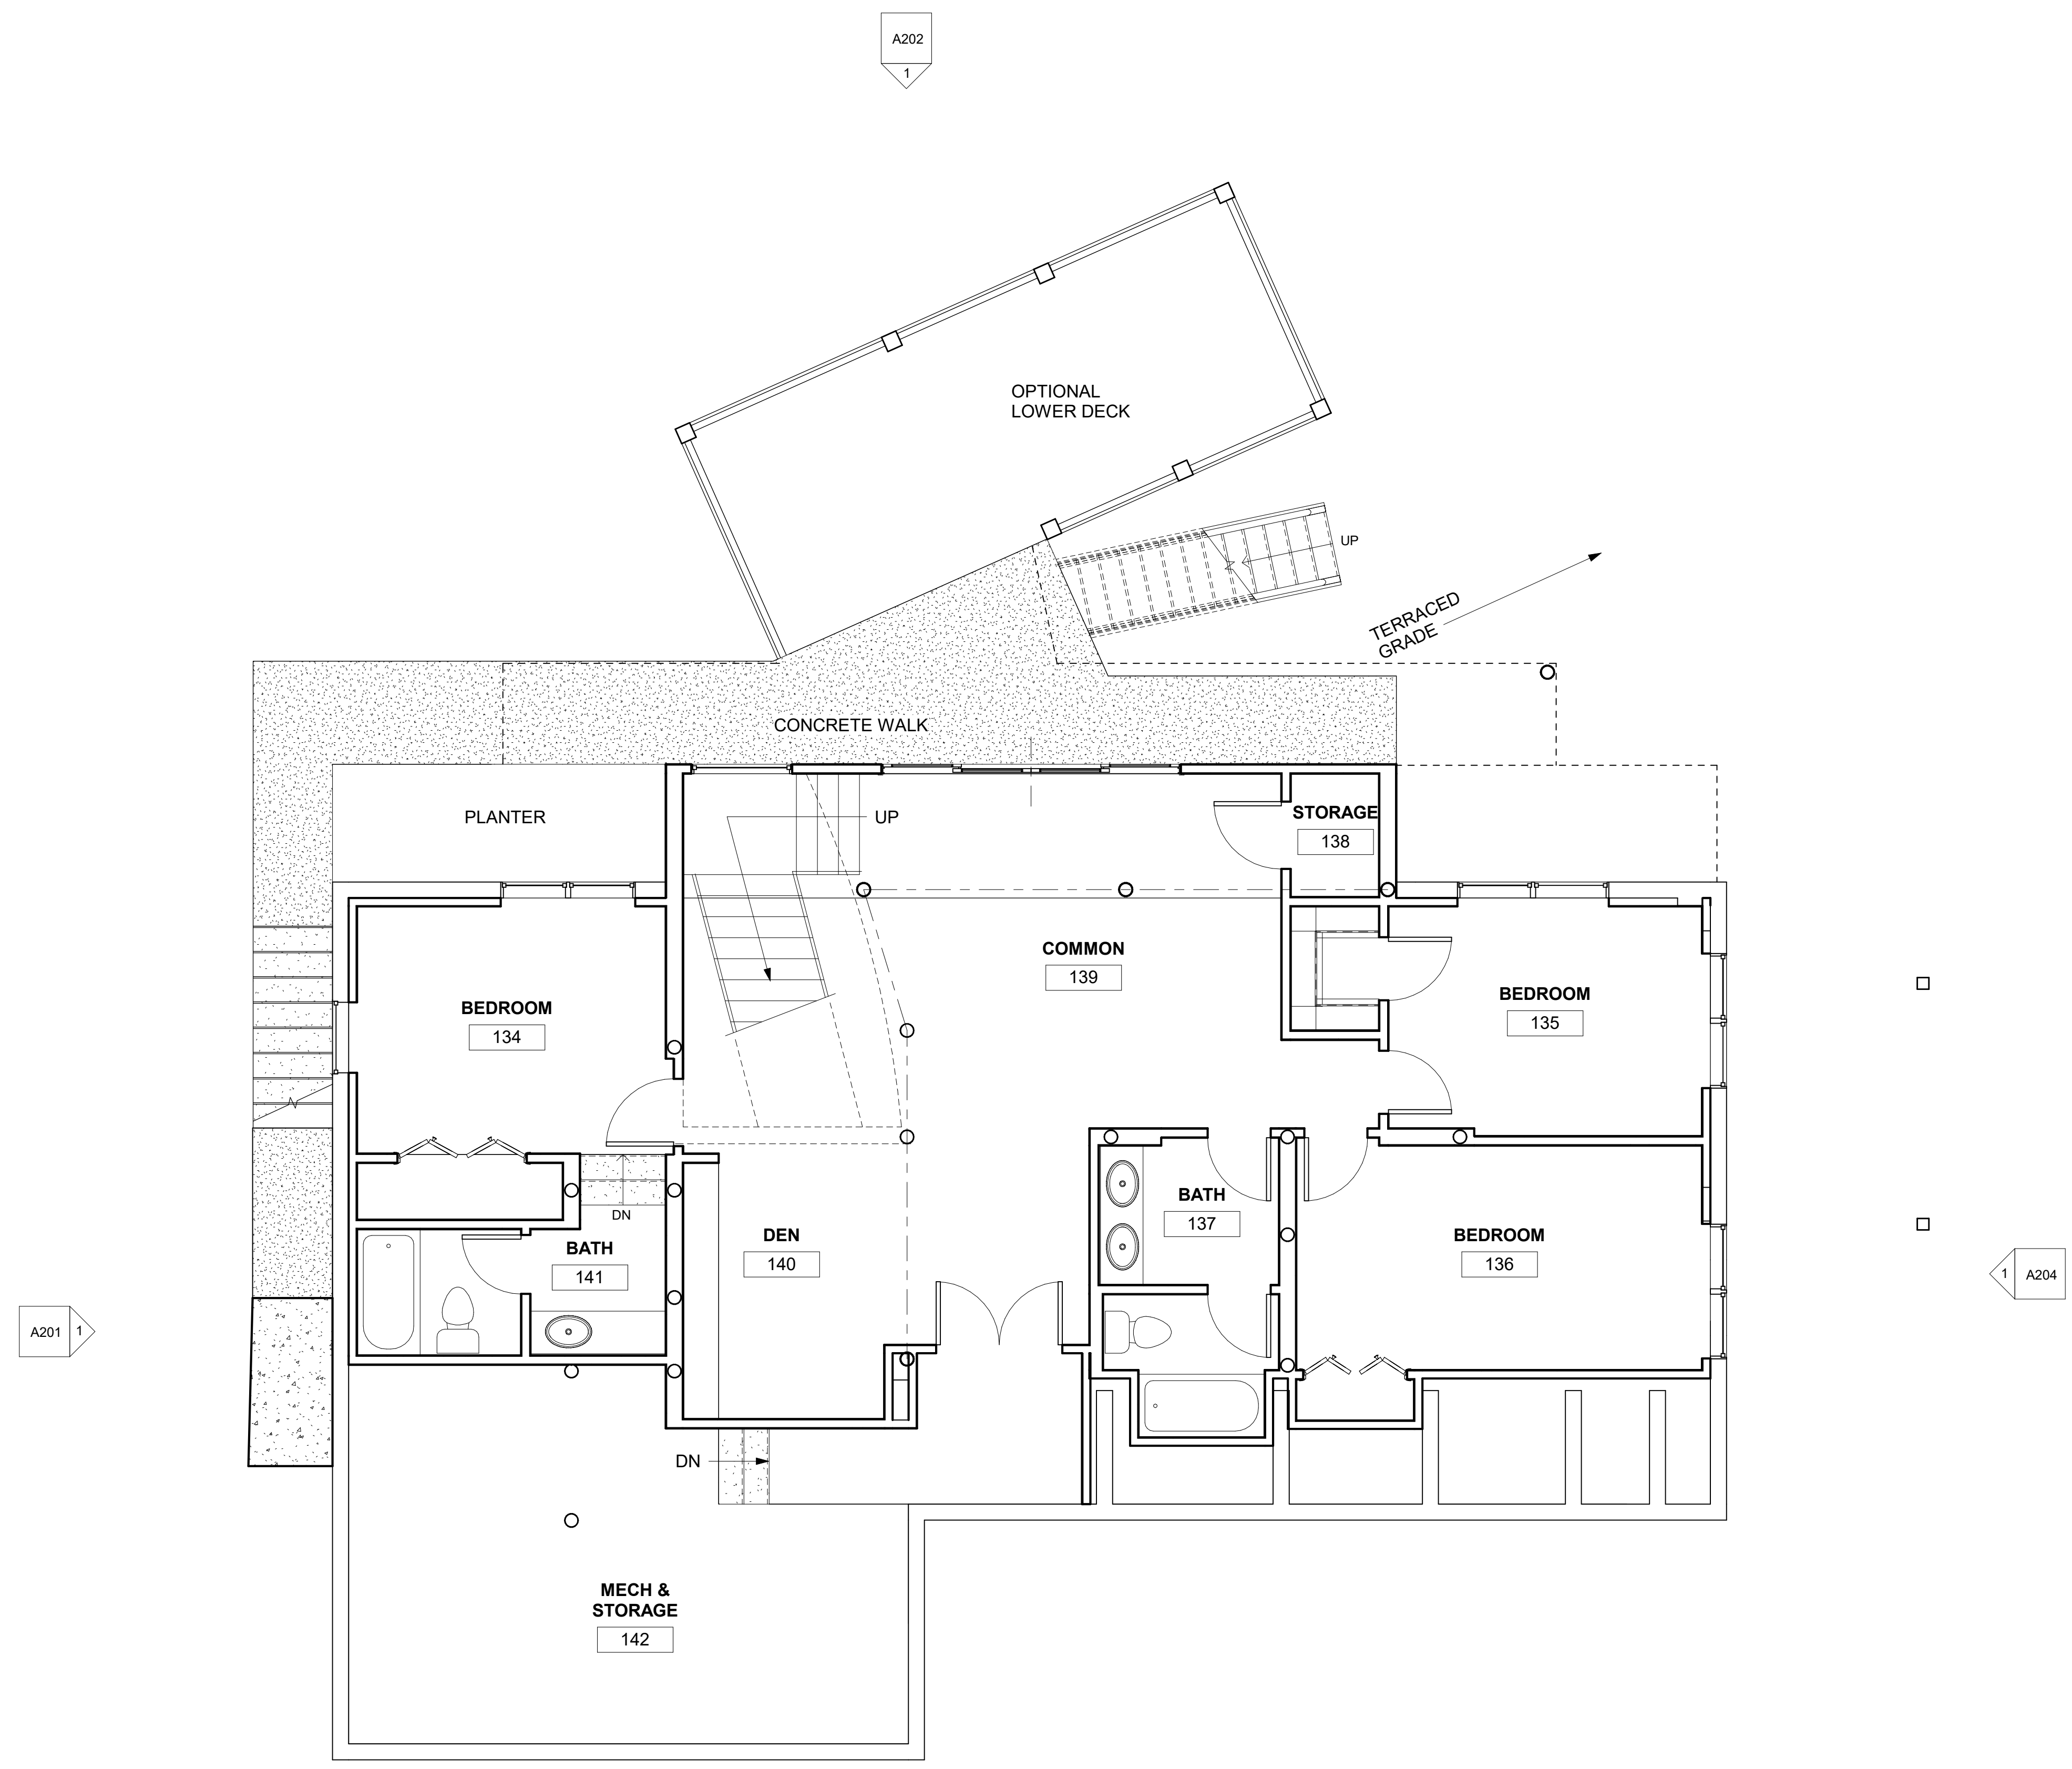 A202
1
OPTIONAL
LOWER DECK
UP
TERRACED
GRADE
CONCRETE WALK
PLANTER
UP
STORAGE
138
COMMON
139
BEDROOM
134
BEDROOM
135
BATH
137
DN
DEN
140
BATH
141
BEDROOM
136
1
A204
A201
1
DN
MECH &
STORAGE
142